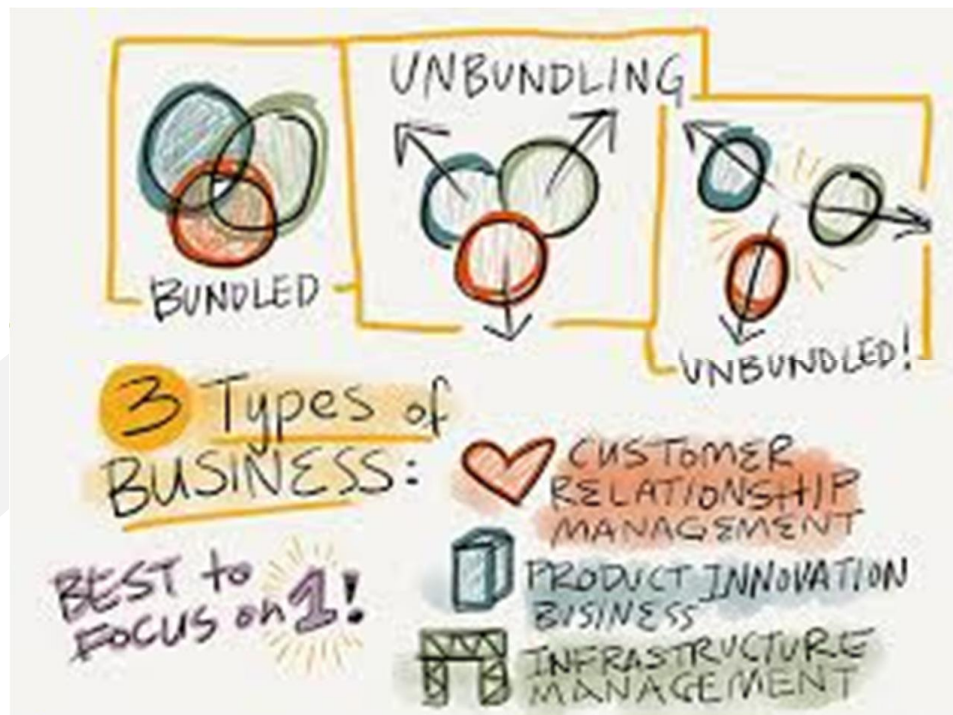 UNBUNDLING
BUNDLED
UNBUNDLED!
3 Types of
BUSINESS:
BEST to
FOCUS on 1!
CUSTOMER
RELATIONSHIP
MANAGEMENT
PRODUCT INNOVATION
BUSINESS
INFRASTRUCTURE
MANAGEMENT